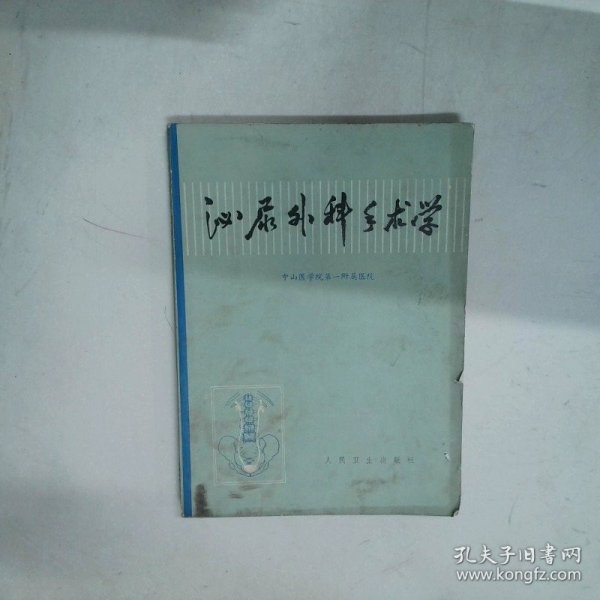 泌尿外科手术学
中山医学院第一附属医院
人民卫生出版社
孔夫子旧书网
www.kongfz.com